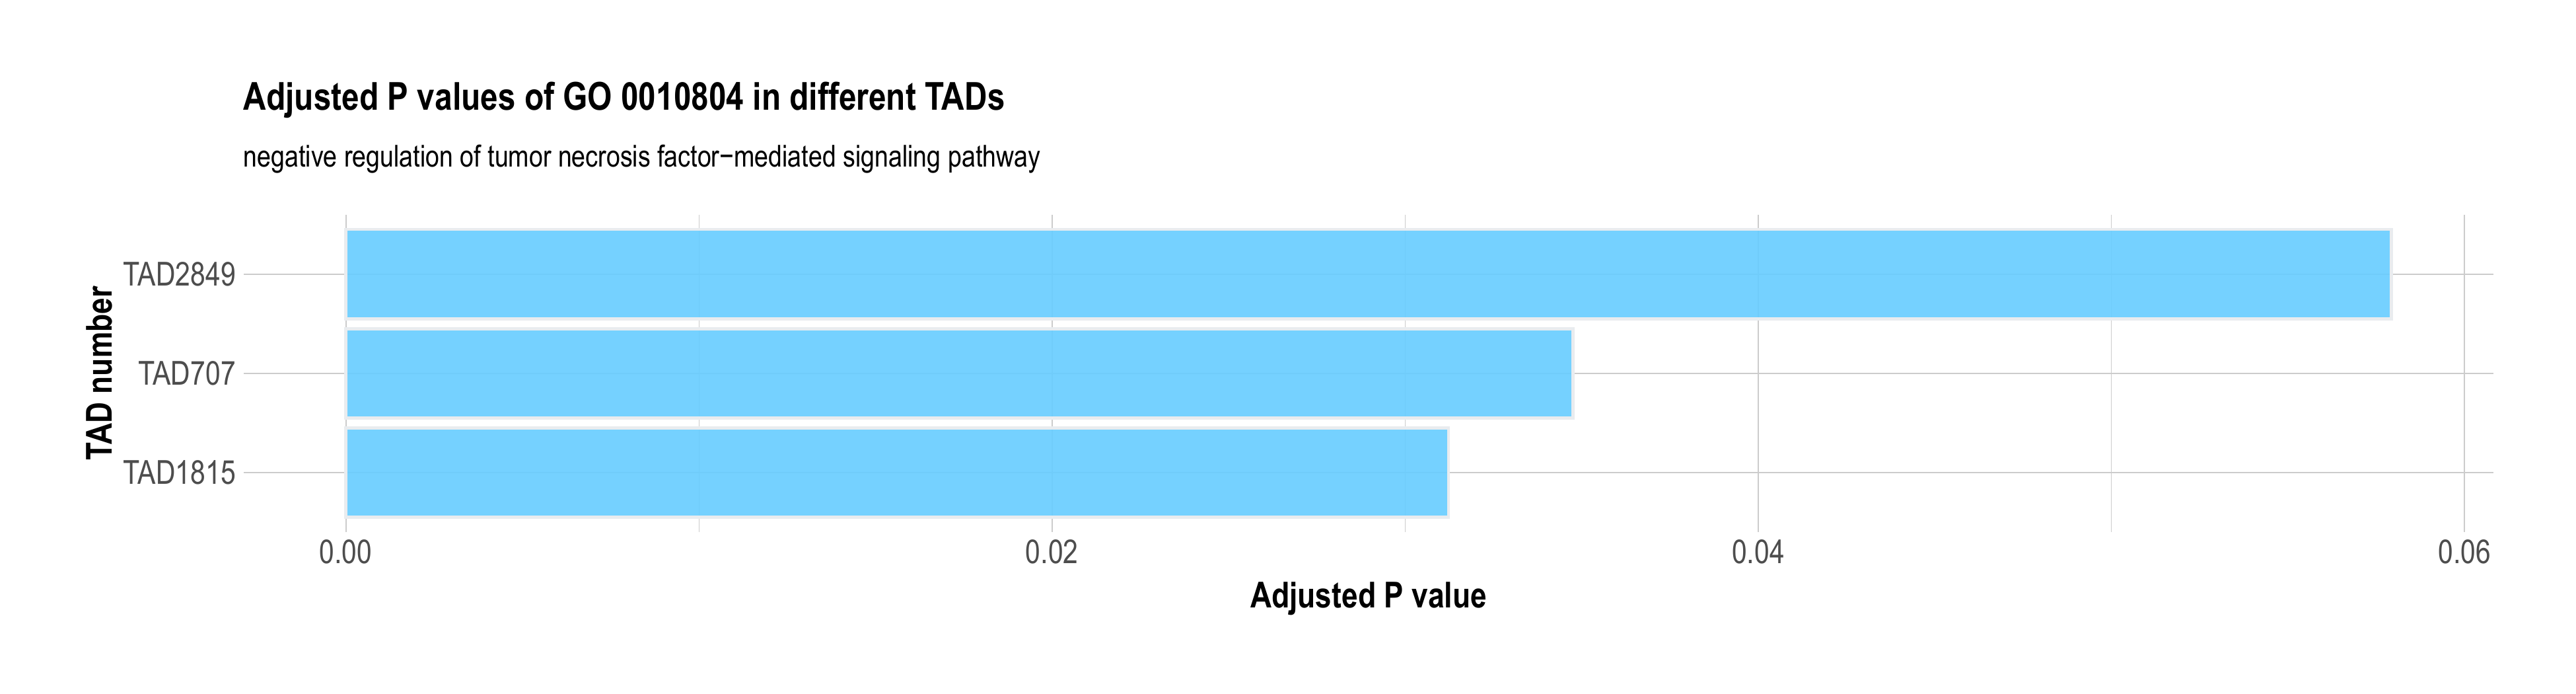 Adjusted P values of GO 0010804 in different TADs
negative regulation of tumor necrosis factor−mediated signaling pathway
TAD number
TAD2849
TAD707
TAD1815
0.00
0.02
0.04
0.06
Adjusted P value